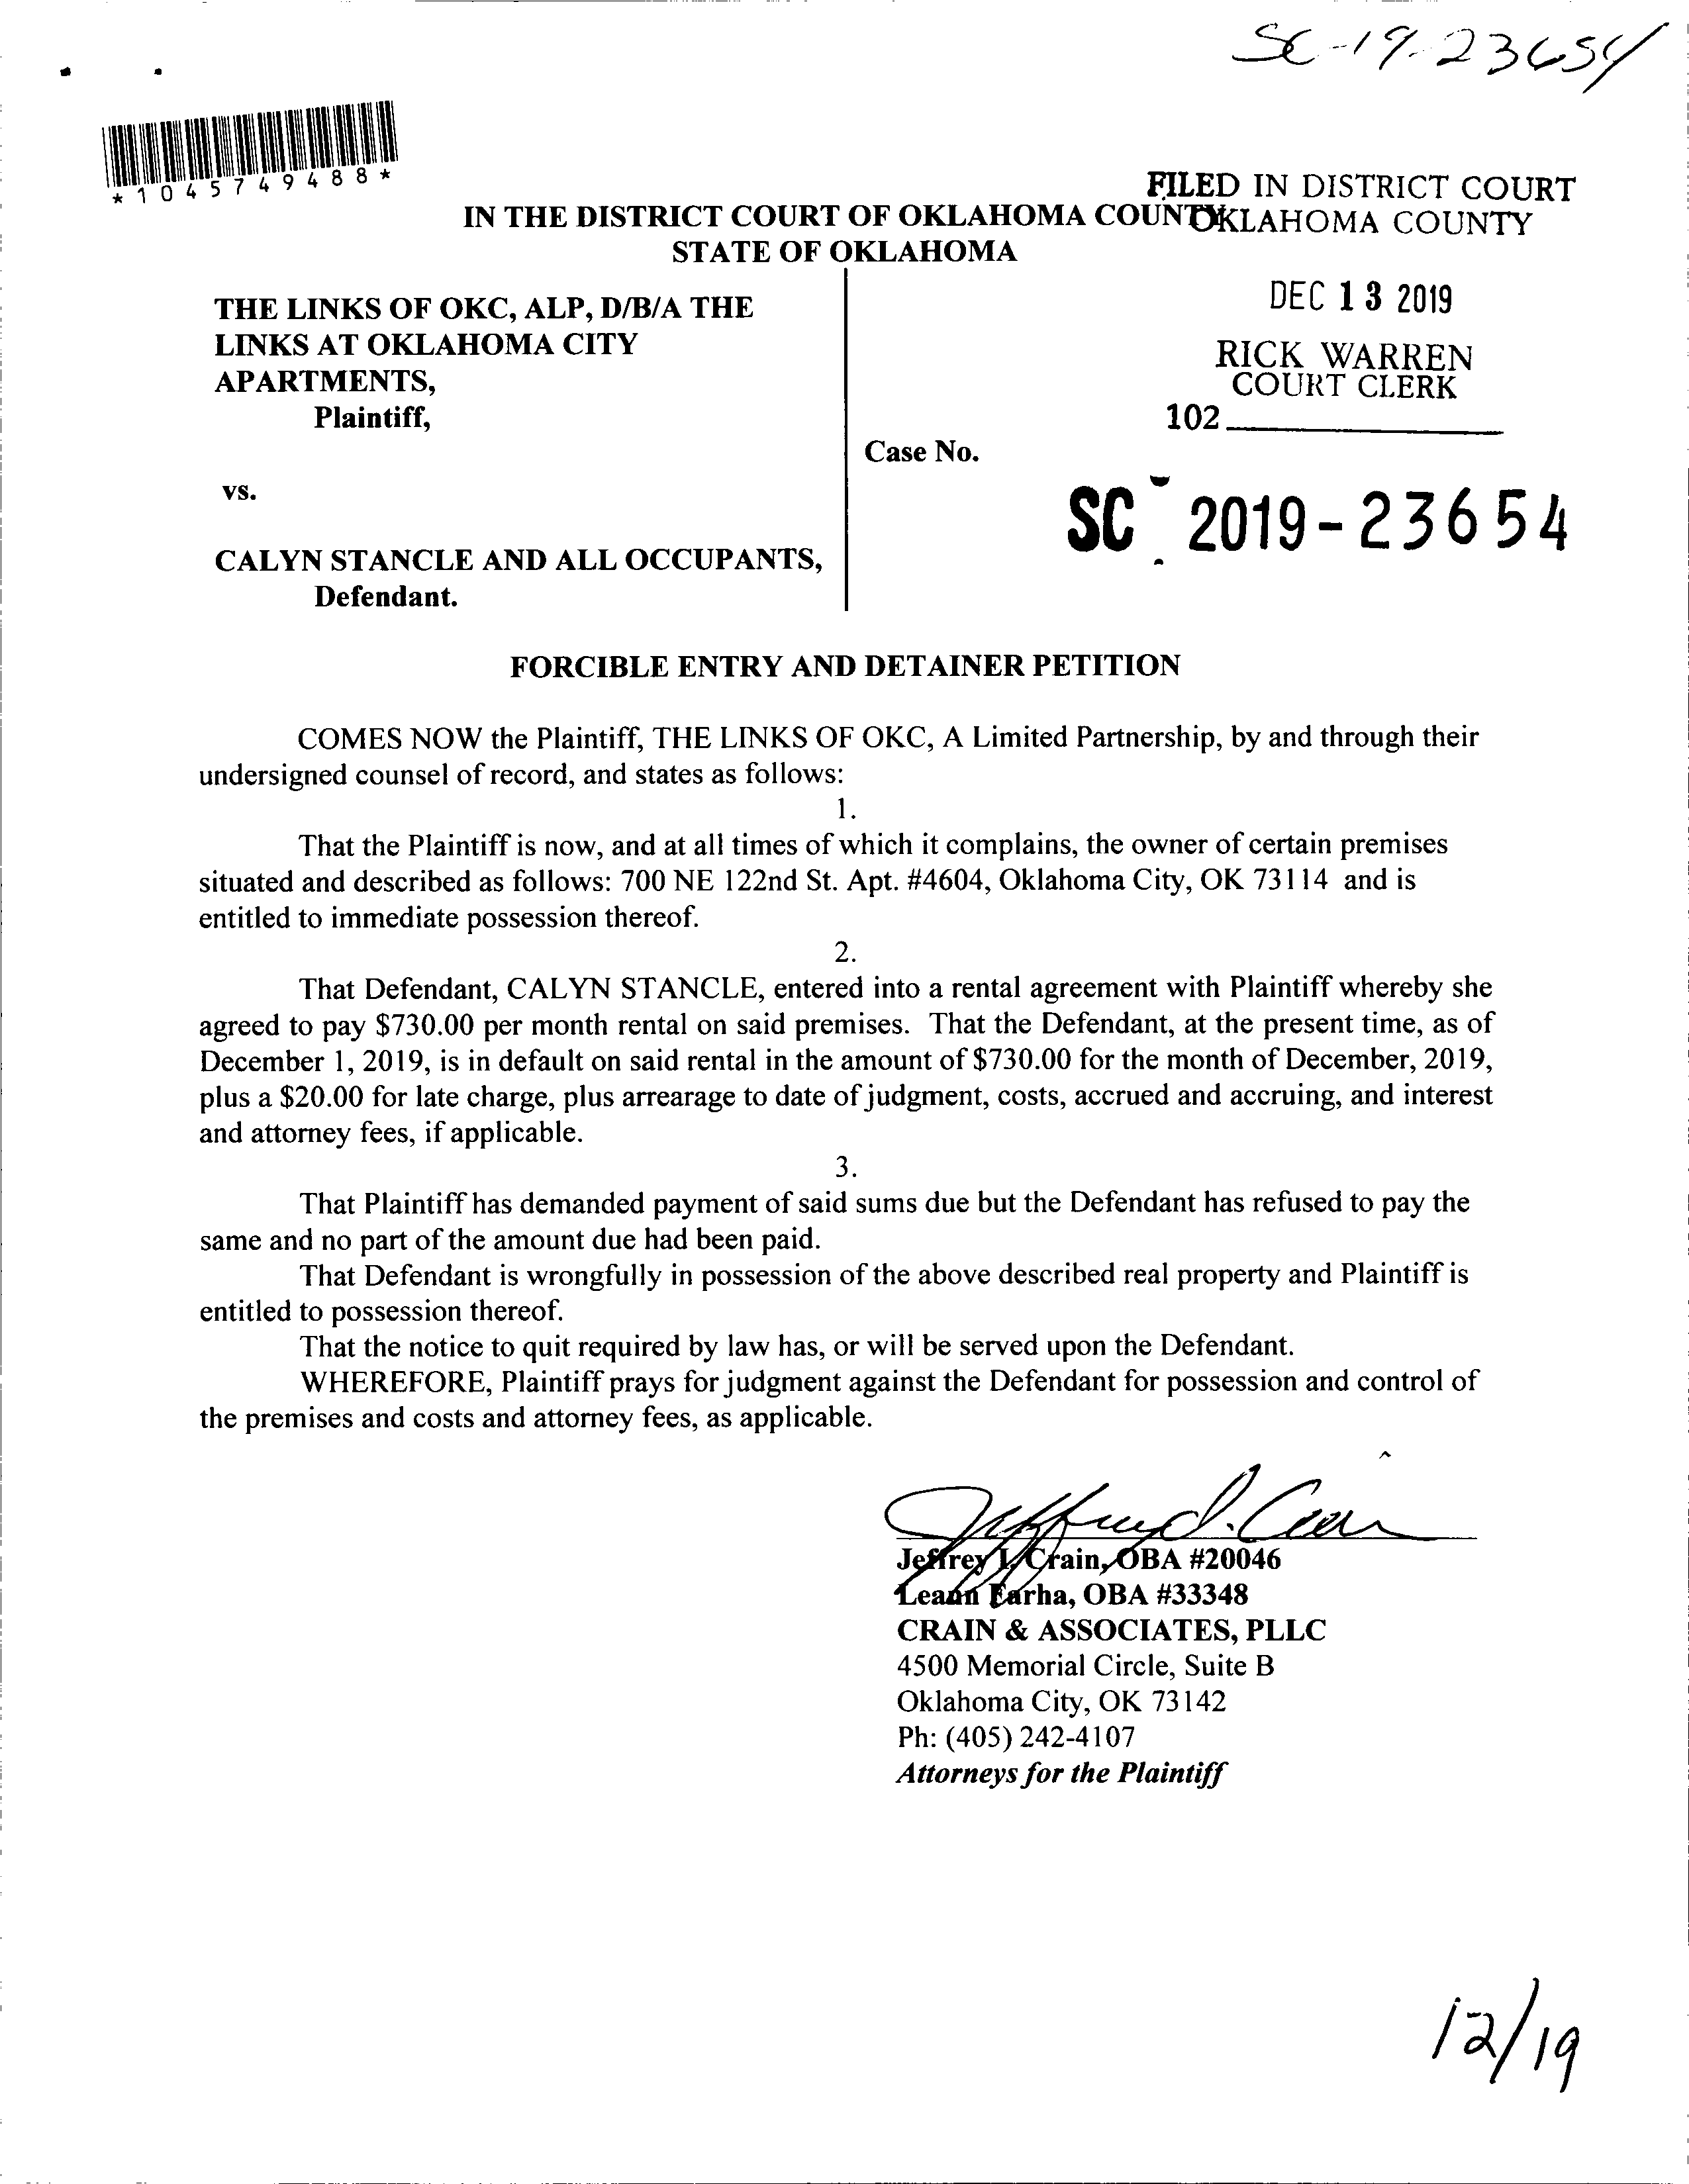 SC-19-23654
*1045749488*
FILED IN DISTRICT COURT
OKLAHOMA COUNTY
IN THE DISTRICT COURT OF OKLAHOMA COUNTY
STATE OF OKLAHOMA
DEC 13 2019
RICK WARREN
COURT CLERK
102
THE LINKS OF OKC, ALP, D/B/A THE
LINKS AT OKLAHOMA CITY
APARTMENTS,
Plaintiff,
Case No.
vs.
SC - 2019-23654
CALYN STANCLE AND ALL OCCUPANTS,
Defendant.
FORCIBLE ENTRY AND DETAINER PETITION
COMES NOW the Plaintiff, THE LINKS OF OKC, A Limited Partnership, by and through their
undersigned counsel of record, and states as follows:
1.
That the Plaintiff is now, and at all times of which it complains, the owner of certain premises
situated and described as follows: 700 NE 122nd St. Apt. #4604, Oklahoma City, OK 73114 and is
entitled to immediate possession thereof.
2.
That Defendant, CALYN STANCLE, entered into a rental agreement with Plaintiff whereby she
agreed to pay $730.00 per month rental on said premises. That the Defendant, at the present time, as of
December 1, 2019, is in default on said rental in the amount of $730.00 for the month of December, 2019,
plus a $20.00 for late charge, plus arrearage to date of judgment, costs, accrued and accruing, and interest
and attorney fees, if applicable.
3.
That Plaintiff has demanded payment of said sums due but the Defendant has refused to pay the
same and no part of the amount due had been paid.
That Defendant is wrongfully in possession of the above described real property and Plaintiff is
entitled to possession thereof.
That the notice to quit required by law has, or will be served upon the Defendant.
WHEREFORE, Plaintiff prays for judgment against the Defendant for possession and control of
the premises and costs and attorney fees, as applicable.
Jeffrey I. Crain, OBA #20046
Leann Farha, OBA #33348
CRAIN & ASSOCIATES, PLLC
4500 Memorial Circle, Suite B
Oklahoma City, OK 73142
Ph: (405) 242-4107
Attorneys for the Plaintiff
12/19